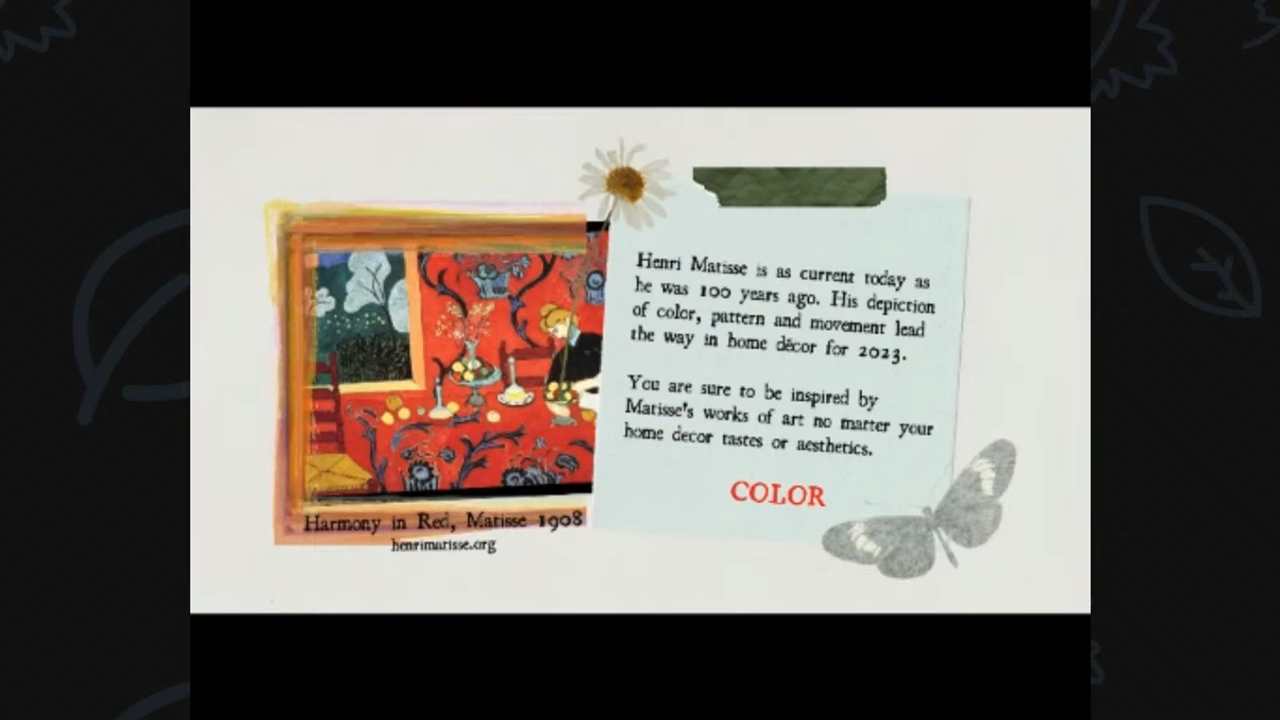 Henri Matisse is as current today as
he was 100 years ago. His depiction
of color, pattern and movement lead
the way in home décor for 2023.
You are sure to be inspired by
Matisse's works of art no matter your
home decor tastes or aesthetics.
COLOR
Harmony in Red, Matisse 1908
henrimatisse.org